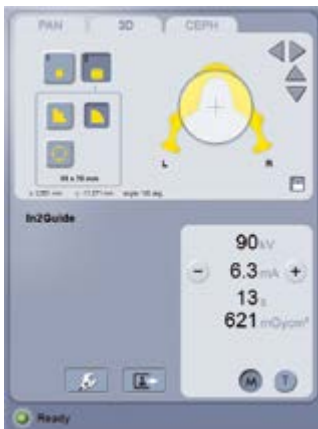 PAN 3D CEPH
L R
In2Guide
90 kV
- 6.3 mA +
13 s
621 mGycm²
M T
Ready